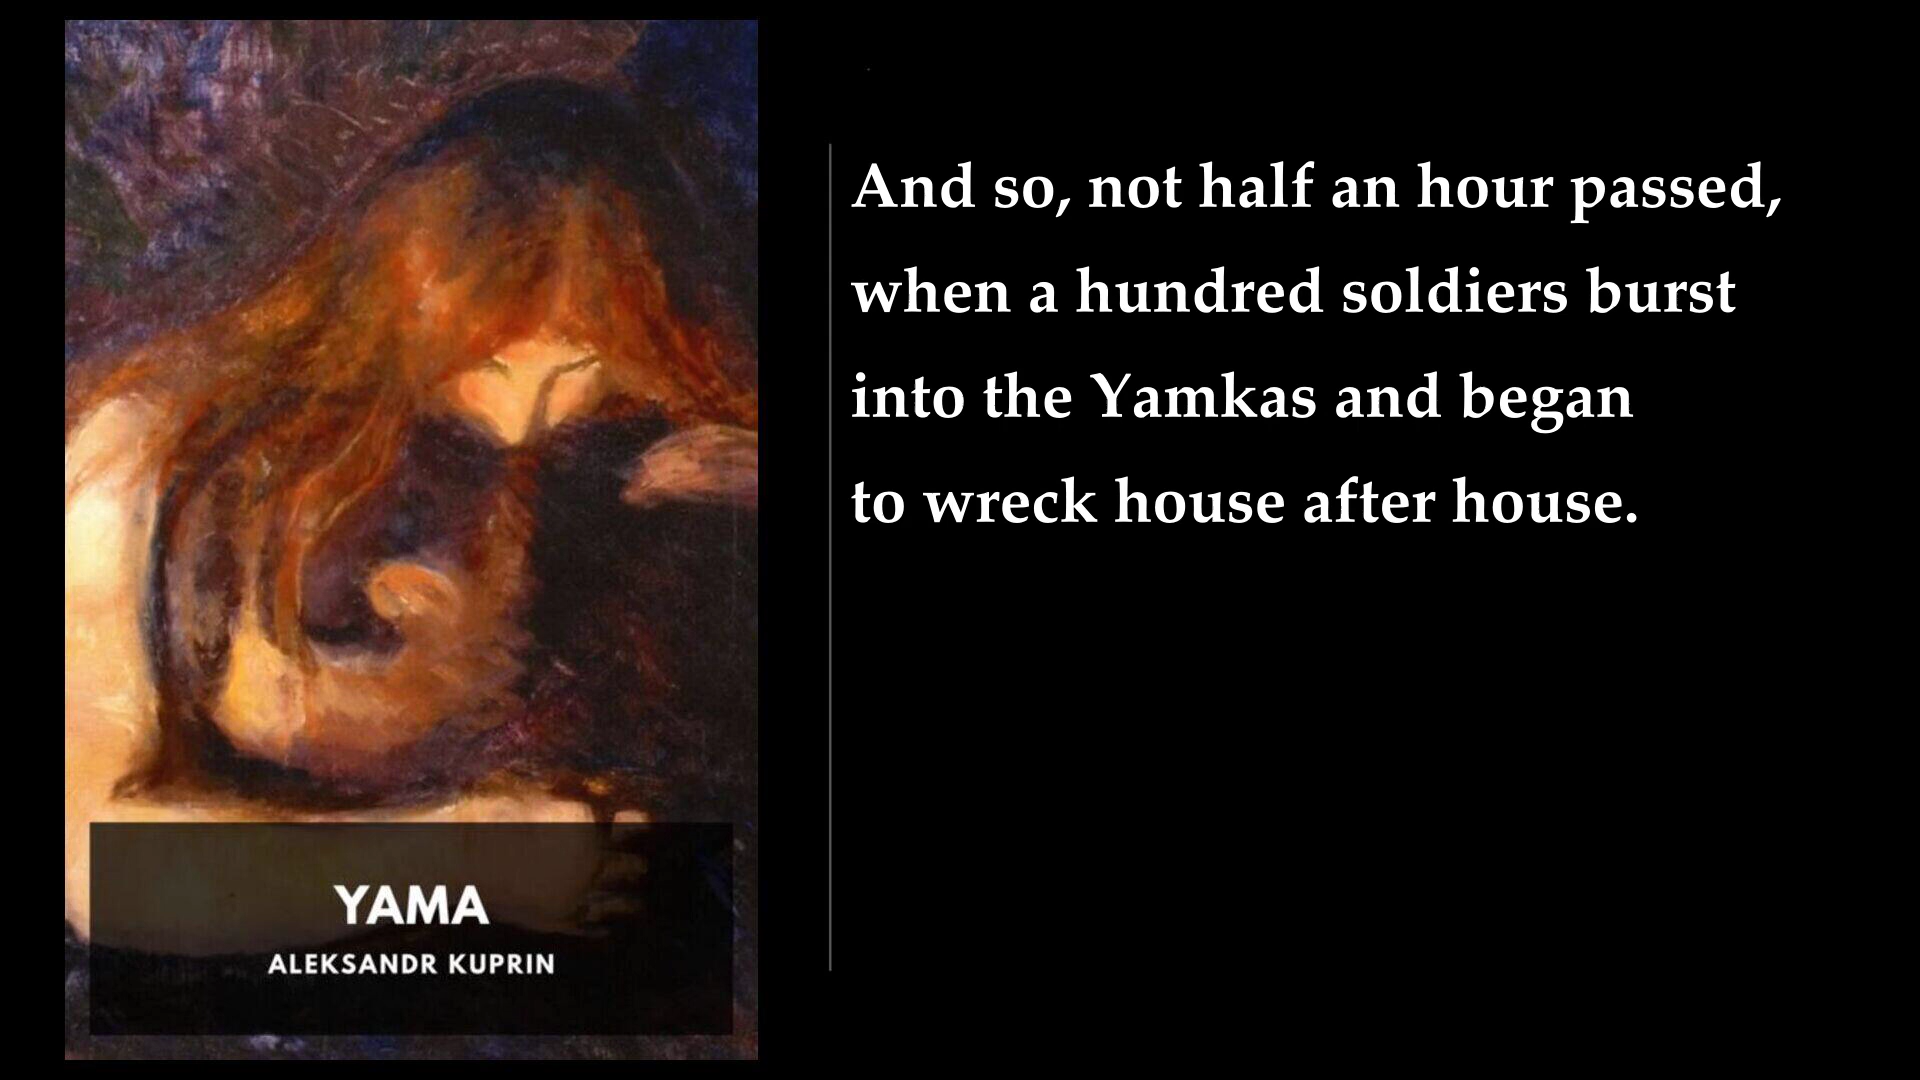 And so, not half an hour passed,
when a hundred soldiers burst
into the Yamkas and began
to wreck house after house.
YAMA
ALEKSANDR KUPRIN